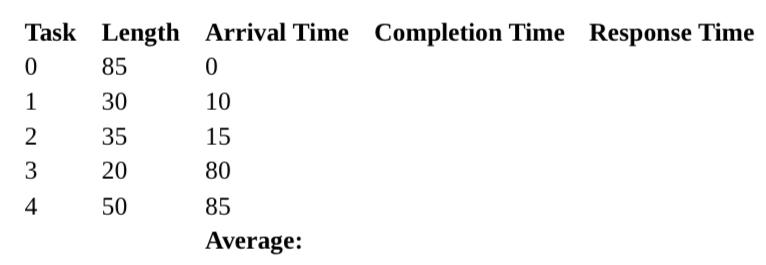 Task Length Arrival Time Completion Time Response Time
0 85 0
1 30 10
2 35 15
3 20 80
4 50 85
Average: